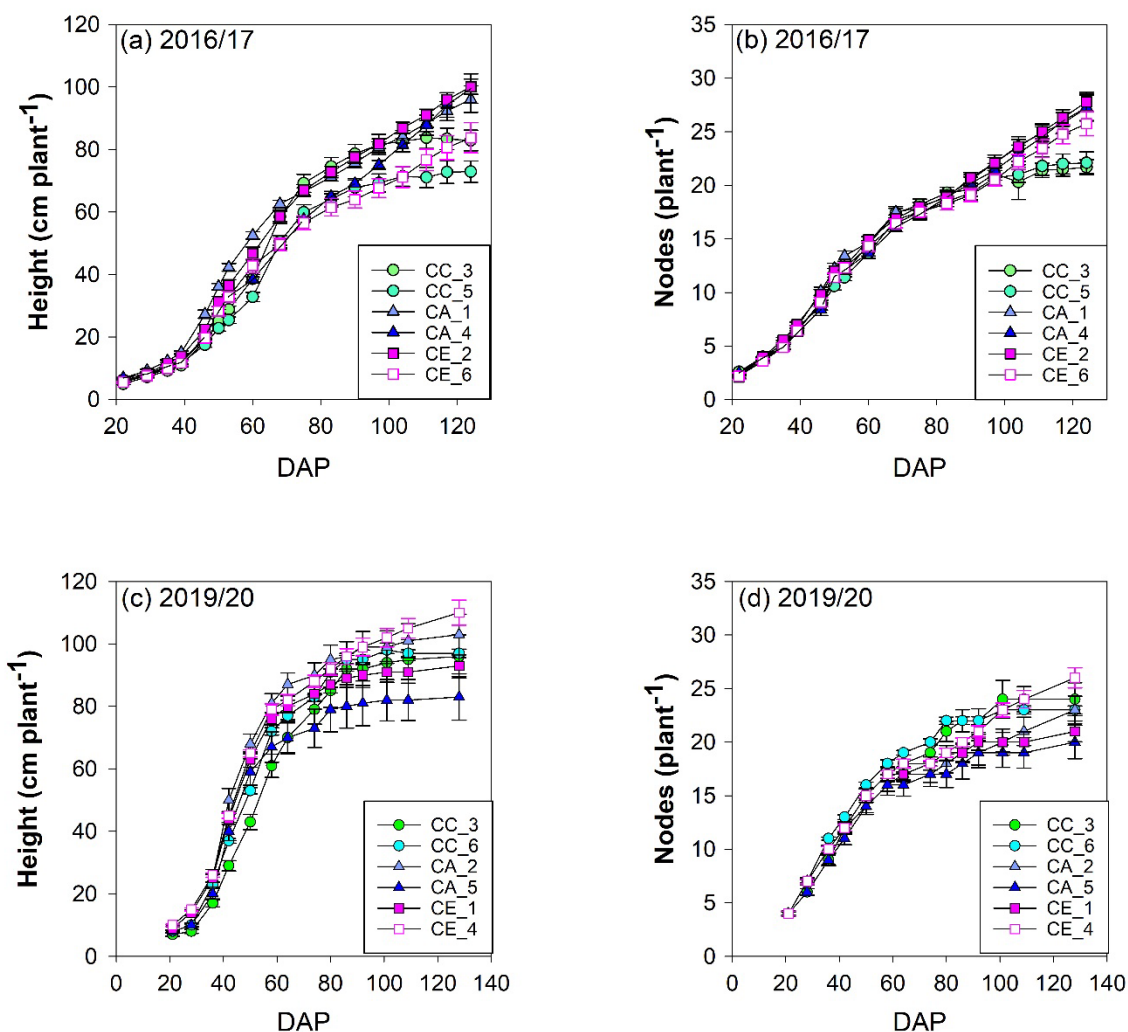 (a) 2016/17
Height (cm plant⁻¹)
120
100
80
60
40
20
0
20 40 60 80 100 120
DAP
CC_3
CC_5
CA_1
CA_4
CE_2
CE_6
(b) 2016/17
Nodes (plant⁻¹)
35
30
25
20
15
10
5
0
20 40 60 80 100 120
DAP
CC_3
CC_5
CA_1
CA_4
CE_2
CE_6
(c) 2019/20
Height (cm plant⁻¹)
120
100
80
60
40
20
0
0 20 40 60 80 100 120 140
DAP
CC_3
CC_6
CA_2
CA_5
CE_1
CE_4
(d) 2019/20
Nodes (plant⁻¹)
35
30
25
20
15
10
5
0
0 20 40 60 80 100 120 140
DAP
CC_3
CC_6
CA_2
CA_5
CE_1
CE_4